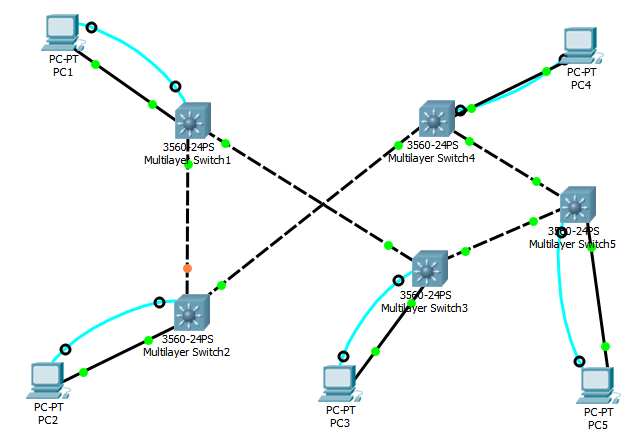 PC-PT
PC1
PC-PT
PC4
3560-24PS
Multilayer Switch1
3560-24PS
Multilayer Switch4
3560-24PS
Multilayer Switch5
3560-24PS
Multilayer Switch3
3560-24PS
Multilayer Switch2
PC-PT
PC2
PC-PT
PC3
PC-PT
PC5